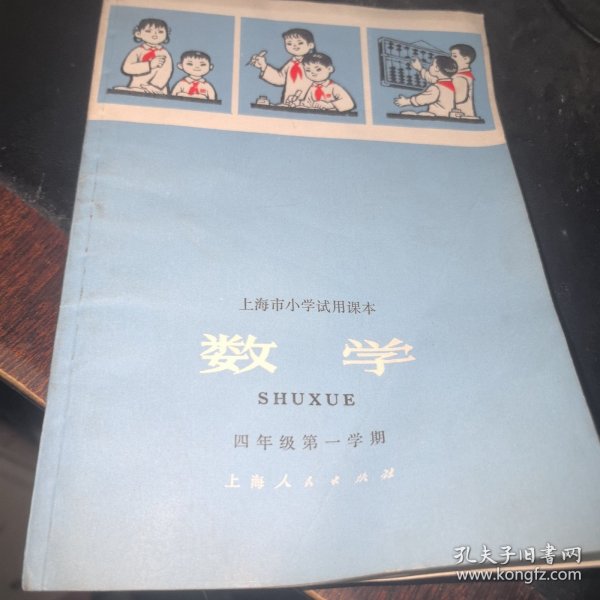 上海市小学试用课本
数学
SHUXUE
四年级第一学期
上海人民出版社
孔夫子旧书网
www.kongfz.com